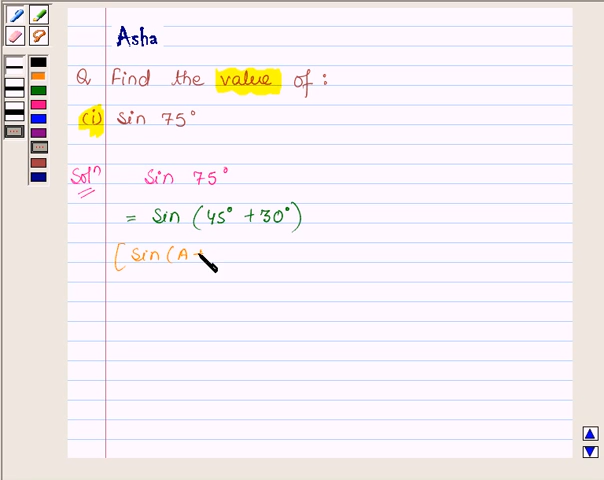 Asha
Q Find the value of :
(i) Sin 75°
Solⁿ Sin 75°
= Sin (45° + 30°)
[ Sin ( A +